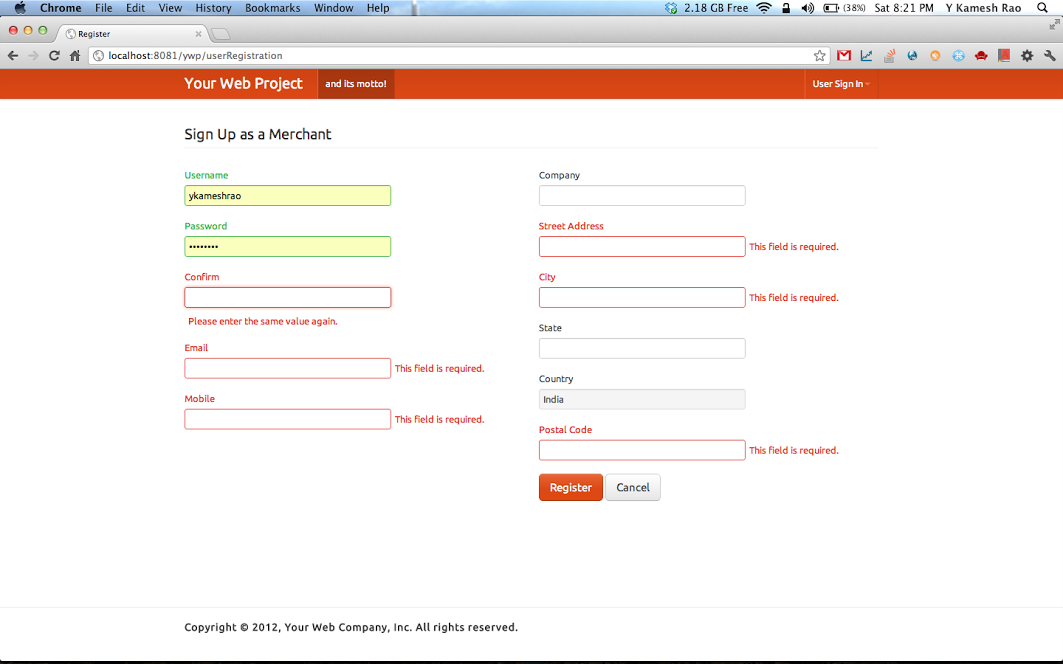 Chrome File Edit View History Bookmarks Window Help 2.18 GB Free (38%) Sat 8:21 PM Y Kamesh Rao
Register
localhost:8081/ywp/userRegistration
Your Web Project and its motto! User Sign In
Sign Up as a Merchant
Username
ykameshrao
Password
••••••••
Confirm
Please enter the same value again.
Email
This field is required.
Mobile
This field is required.
Company
Street Address
This field is required.
City
This field is required.
State
Country
India
Postal Code
This field is required.
Register Cancel
Copyright © 2012, Your Web Company, Inc. All rights reserved.